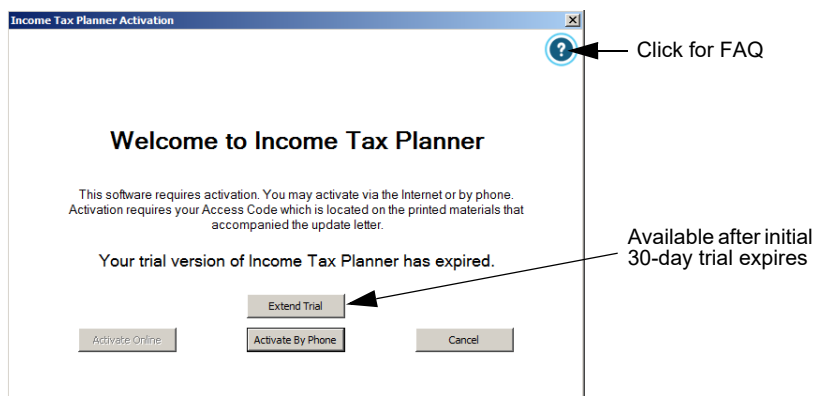 Income Tax Planner Activation
?
Click for FAQ
Welcome to Income Tax Planner
This software requires activation. You may activate via the Internet or by phone.
Activation requires your Access Code which is located on the printed materials that
accompanied the update letter.
Available after initial
30-day trial expires
Your trial version of Income Tax Planner has expired.
Extend Trial
Activate Online
Activate By Phone
Cancel